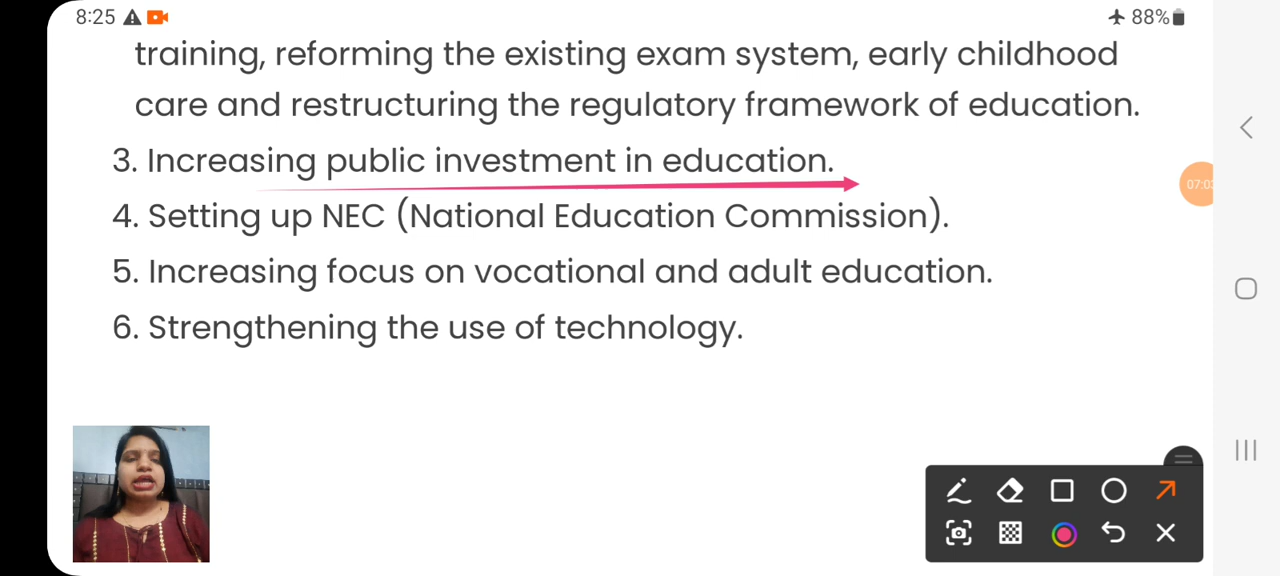 8:25
88%
training, reforming the existing exam system, early childhood
care and restructuring the regulatory framework of education.
3. Increasing public investment in education.
07:0
4. Setting up NEC (National Education Commission).
5. Increasing focus on vocational and adult education.
6. Strengthening the use of technology.